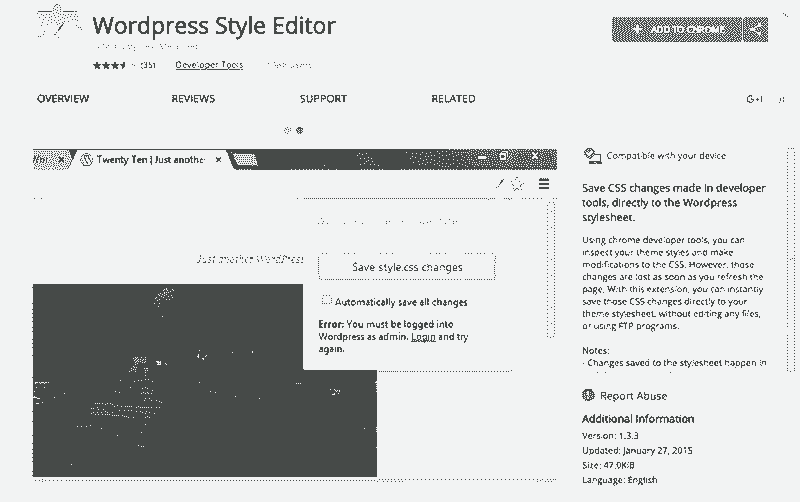 Wordpress Style Editor
+ ADD TO CHROME
(35)
Developer Tools
users
OVERVIEW
REVIEWS
SUPPORT
RELATED
G+1
Twenty Ten | Just anothe
Just another WordPress
Save style.css changes
Automatically save all changes
Error: You must be logged into
Wordpress as admin. Login and try
again.
Compatible with your device
Save CSS changes made in developer
tools, directly to the Wordpress
stylesheet.
Using chrome developer tools, you can
inspect your theme styles and make
modifications to the CSS. However, those
changes are lost as soon as you refresh the
page. With this extension, you can instantly
save those CSS changes directly to your
theme stylesheet, without editing any files,
or using FTP programs.
Notes:
- Changes saved to the stylesheet happen in
Report Abuse
Additional Information
Version: 1.3.3
Updated: January 27, 2015
Size: 47.0KiB
Language: English